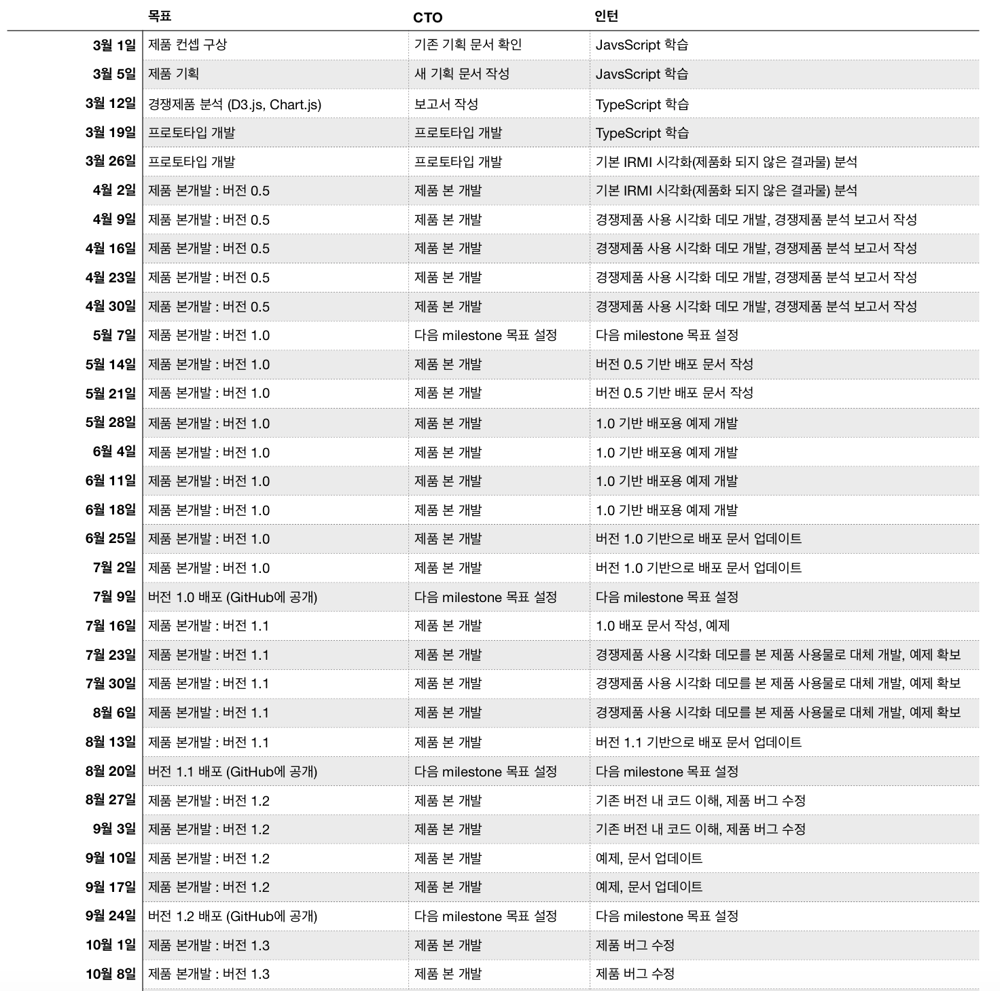 목표 CTO 인턴
3월 1일 제품 컨셉 구상 기존 기획 문서 확인 JavsScript 학습
3월 5일 제품 기획 새 기획 문서 작성 JavsScript 학습
3월 12일 경쟁제품 분석 (D3.js, Chart.js) 보고서 작성 TypeScript 학습
3월 19일 프로토타입 개발 프로토타입 개발 TypeScript 학습
3월 26일 프로토타입 개발 프로토타입 개발 기본 IRMI 시각화(제품화 되지 않은 결과물) 분석
4월 2일 제품 본개발 : 버전 0.5 제품 본 개발 기본 IRMI 시각화(제품화 되지 않은 결과물) 분석
4월 9일 제품 본개발 : 버전 0.5 제품 본 개발 경쟁제품 사용 시각화 데모 개발, 경쟁제품 분석 보고서 작성
4월 16일 제품 본개발 : 버전 0.5 제품 본 개발 경쟁제품 사용 시각화 데모 개발, 경쟁제품 분석 보고서 작성
4월 23일 제품 본개발 : 버전 0.5 제품 본 개발 경쟁제품 사용 시각화 데모 개발, 경쟁제품 분석 보고서 작성
4월 30일 제품 본개발 : 버전 0.5 제품 본 개발 경쟁제품 사용 시각화 데모 개발, 경쟁제품 분석 보고서 작성
5월 7일 제품 본개발 : 버전 1.0 다음 milestone 목표 설정 다음 milestone 목표 설정
5월 14일 제품 본개발 : 버전 1.0 제품 본 개발 버전 0.5 기반 배포 문서 작성
5월 21일 제품 본개발 : 버전 1.0 제품 본 개발 버전 0.5 기반 배포 문서 작성
5월 28일 제품 본개발 : 버전 1.0 제품 본 개발 1.0 기반 배포용 예제 개발
6월 4일 제품 본개발 : 버전 1.0 제품 본 개발 1.0 기반 배포용 예제 개발
6월 11일 제품 본개발 : 버전 1.0 제품 본 개발 1.0 기반 배포용 예제 개발
6월 18일 제품 본개발 : 버전 1.0 제품 본 개발 1.0 기반 배포용 예제 개발
6월 25일 제품 본개발 : 버전 1.0 제품 본 개발 버전 1.0 기반으로 배포 문서 업데이트
7월 2일 제품 본개발 : 버전 1.0 제품 본 개발 버전 1.0 기반으로 배포 문서 업데이트
7월 9일 버전 1.0 배포 (GitHub에 공개) 다음 milestone 목표 설정 다음 milestone 목표 설정
7월 16일 제품 본개발 : 버전 1.1 제품 본 개발 1.0 배포 문서 작성, 예제
7월 23일 제품 본개발 : 버전 1.1 제품 본 개발 경쟁제품 사용 시각화 데모를 본 제품 사용물로 대체 개발, 예제 확보
7월 30일 제품 본개발 : 버전 1.1 제품 본 개발 경쟁제품 사용 시각화 데모를 본 제품 사용물로 대체 개발, 예제 확보
8월 6일 제품 본개발 : 버전 1.1 제품 본 개발 경쟁제품 사용 시각화 데모를 본 제품 사용물로 대체 개발, 예제 확보
8월 13일 제품 본개발 : 버전 1.1 제품 본 개발 버전 1.1 기반으로 배포 문서 업데이트
8월 20일 버전 1.1 배포 (GitHub에 공개) 다음 milestone 목표 설정 다음 milestone 목표 설정
8월 27일 제품 본개발 : 버전 1.2 제품 본 개발 기존 버전 내 코드 이해, 제품 버그 수정
9월 3일 제품 본개발 : 버전 1.2 제품 본 개발 기존 버전 내 코드 이해, 제품 버그 수정
9월 10일 제품 본개발 : 버전 1.2 제품 본 개발 예제, 문서 업데이트
9월 17일 제품 본개발 : 버전 1.2 제품 본 개발 예제, 문서 업데이트
9월 24일 버전 1.2 배포 (GitHub에 공개) 다음 milestone 목표 설정 다음 milestone 목표 설정
10월 1일 제품 본개발 : 버전 1.3 제품 본 개발 제품 버그 수정
10월 8일 제품 본개발 : 버전 1.3 제품 본 개발 제품 버그 수정